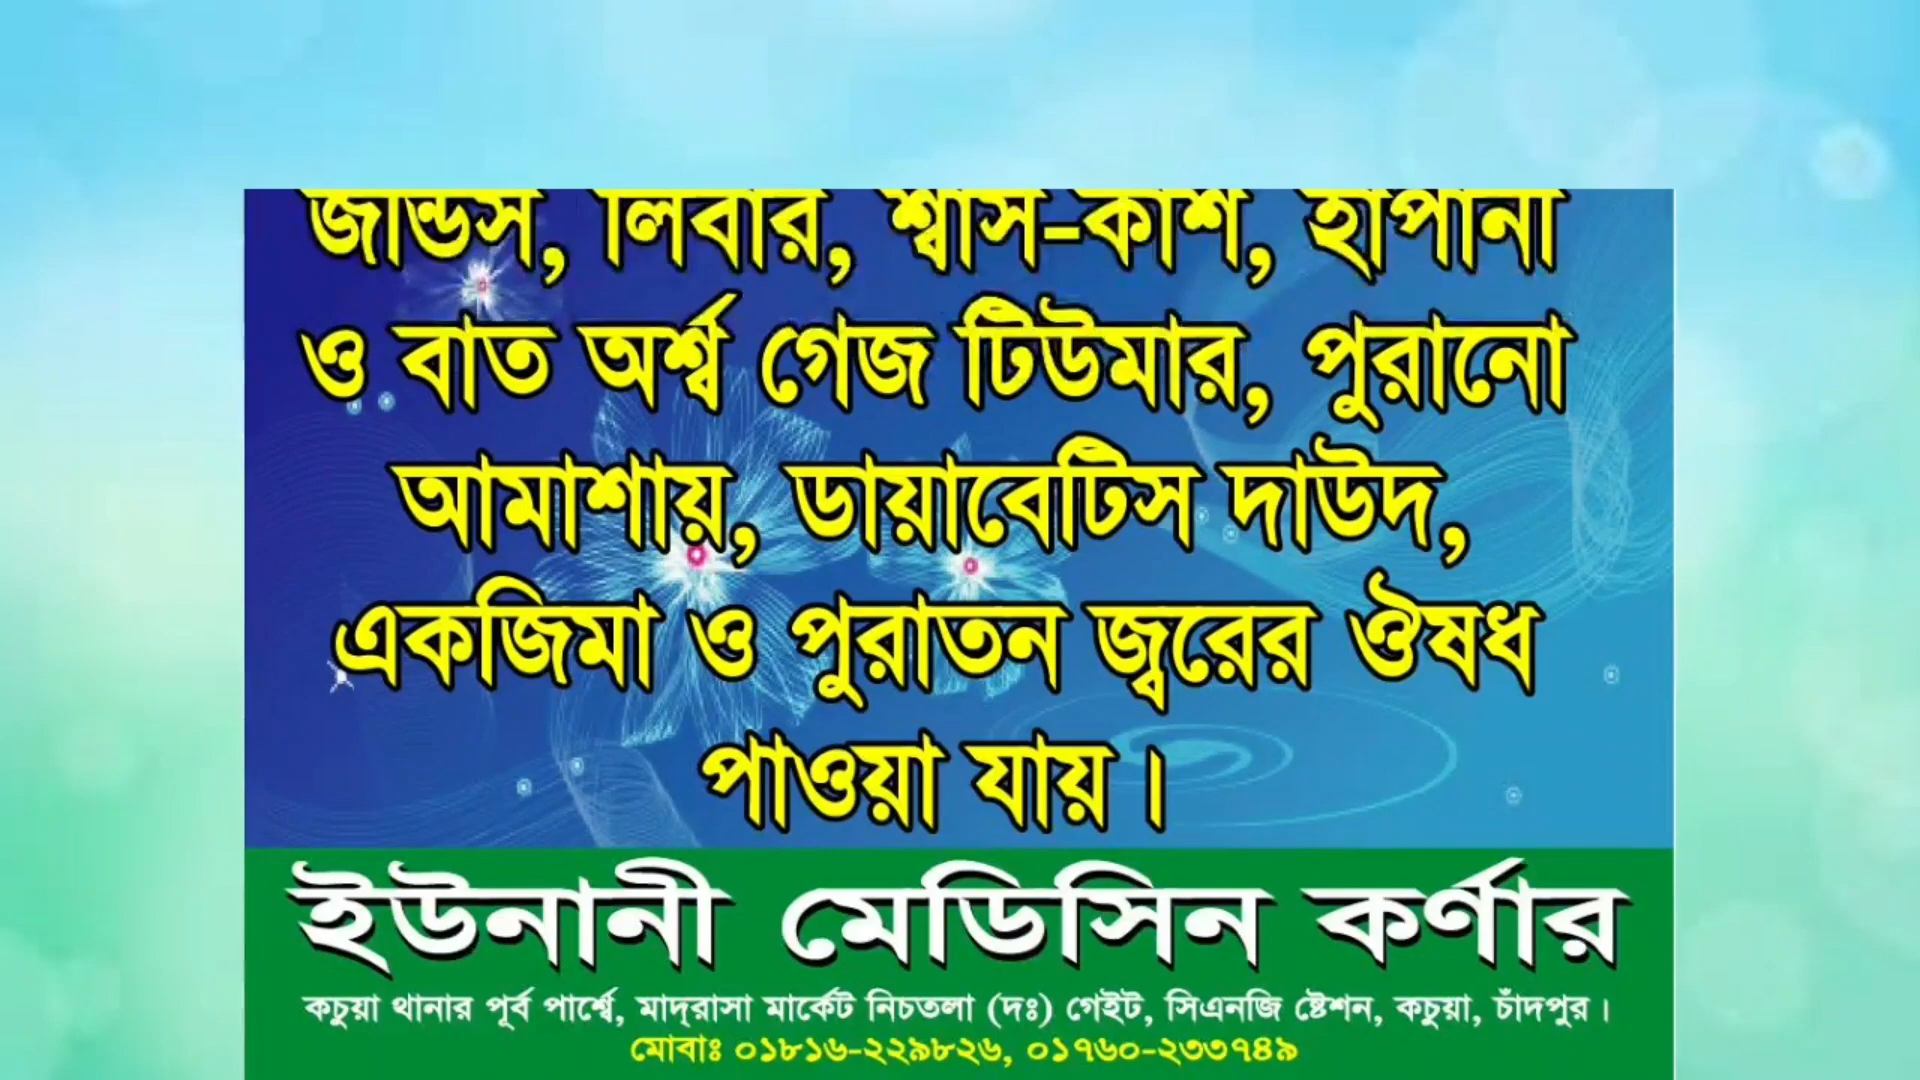 জন্ডিস, লিবার, শ্বাস-কাশ, হাপানী
ও বাত অর্শ্ব গেজ টিউমার, পুরানো
আমাশায়, ডায়াবেটিস দাউদ,
একজিমা ও পুরাতন জ্বরের ঔষধ
পাওয়া যায়।
ইউনানী মেডিসিন কর্ণার
কচুয়া থানার পূর্ব পার্শ্বে, মাদ্রাসা মার্কেট নিচতলা (দঃ) গেইট, সিএনজি ষ্টেশন, কচুয়া, চাঁদপুর।
মোবাঃ ০১৮১৬-২২৯৮২৬, ০১৭৬০-২৩৩৭৪৯